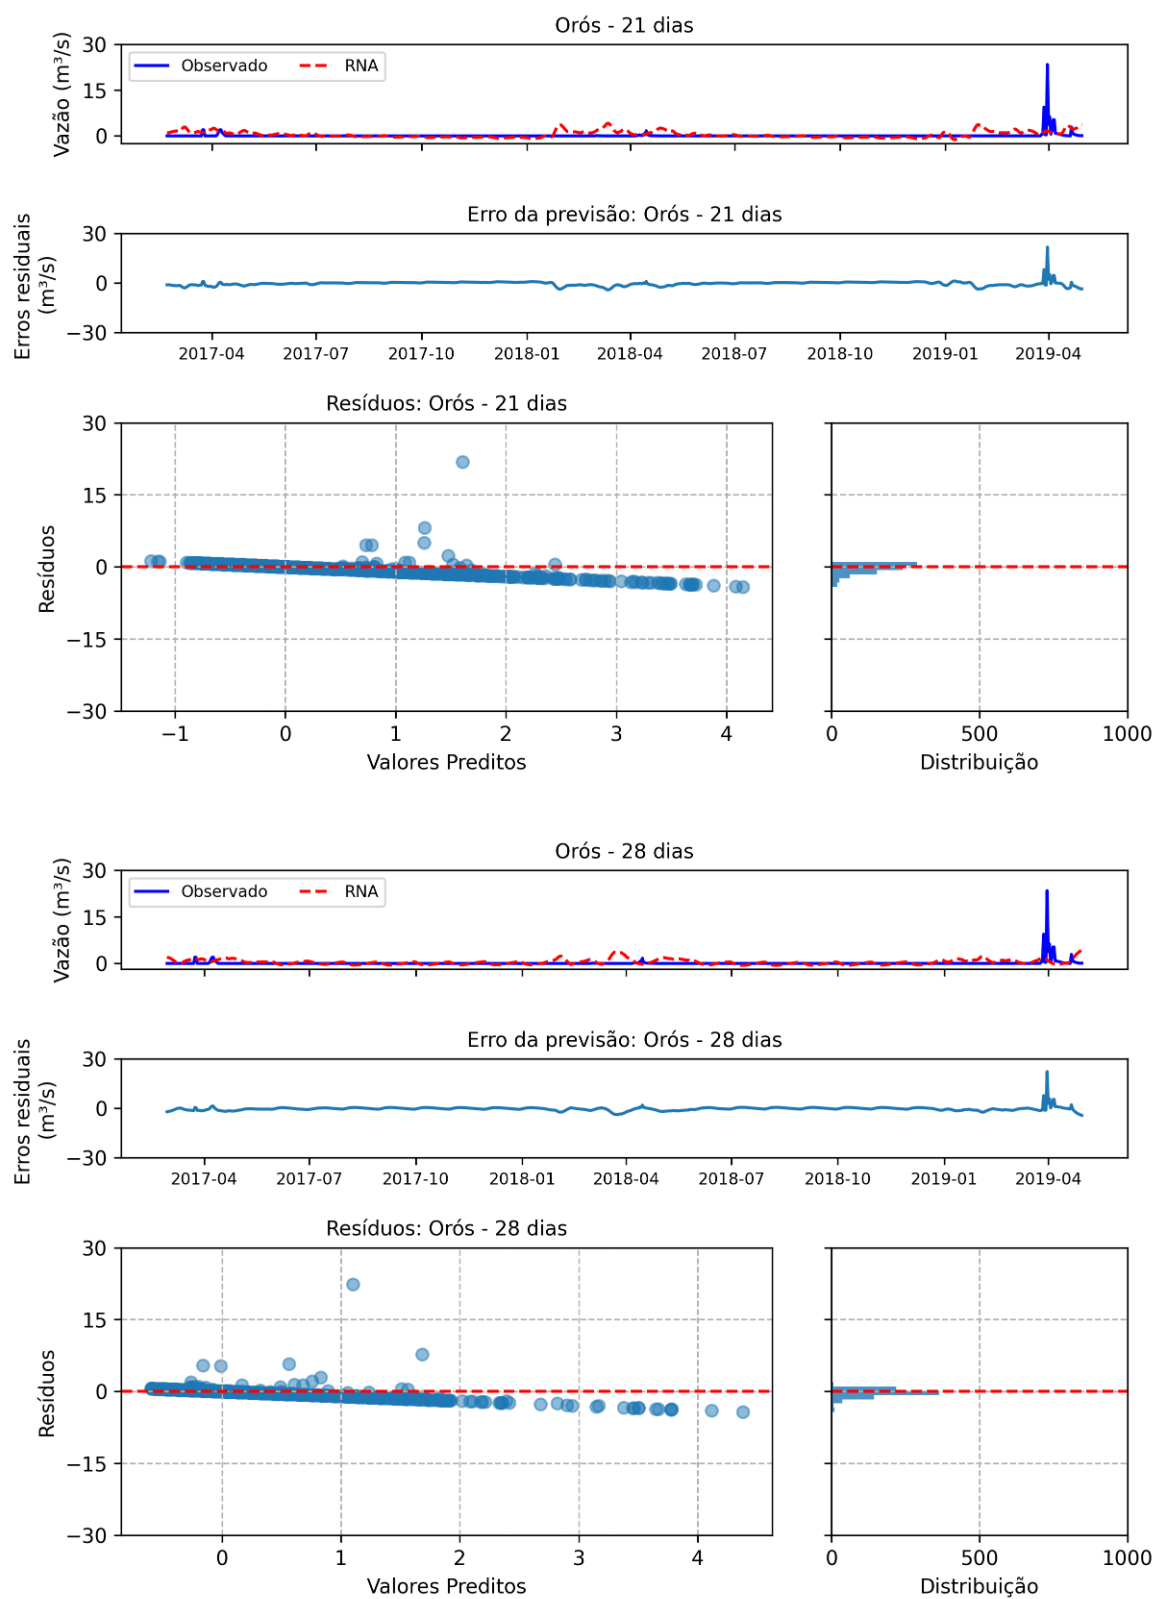 Orós - 21 dias
Vazão (m³/s)
30
15
0
Observado
RNA
Erro da previsão: Orós - 21 dias
Erros residuais
(m³/s)
30
0
−30
2017-04 2017-07 2017-10 2018-01 2018-04 2018-07 2018-10 2019-01 2019-04
Resíduos: Orós - 21 dias
Resíduos
30
15
0
−15
−30
−1 0 1 2 3 4
Valores Preditos
0 500 1000
Distribuição
Orós - 28 dias
Vazão (m³/s)
30
15
0
Observado
RNA
Erro da previsão: Orós - 28 dias
Erros residuais
(m³/s)
30
0
−30
2017-04 2017-07 2017-10 2018-01 2018-04 2018-07 2018-10 2019-01 2019-04
Resíduos: Orós - 28 dias
Resíduos
30
15
0
−15
−30
0 1 2 3 4
Valores Preditos
0 500 1000
Distribuição